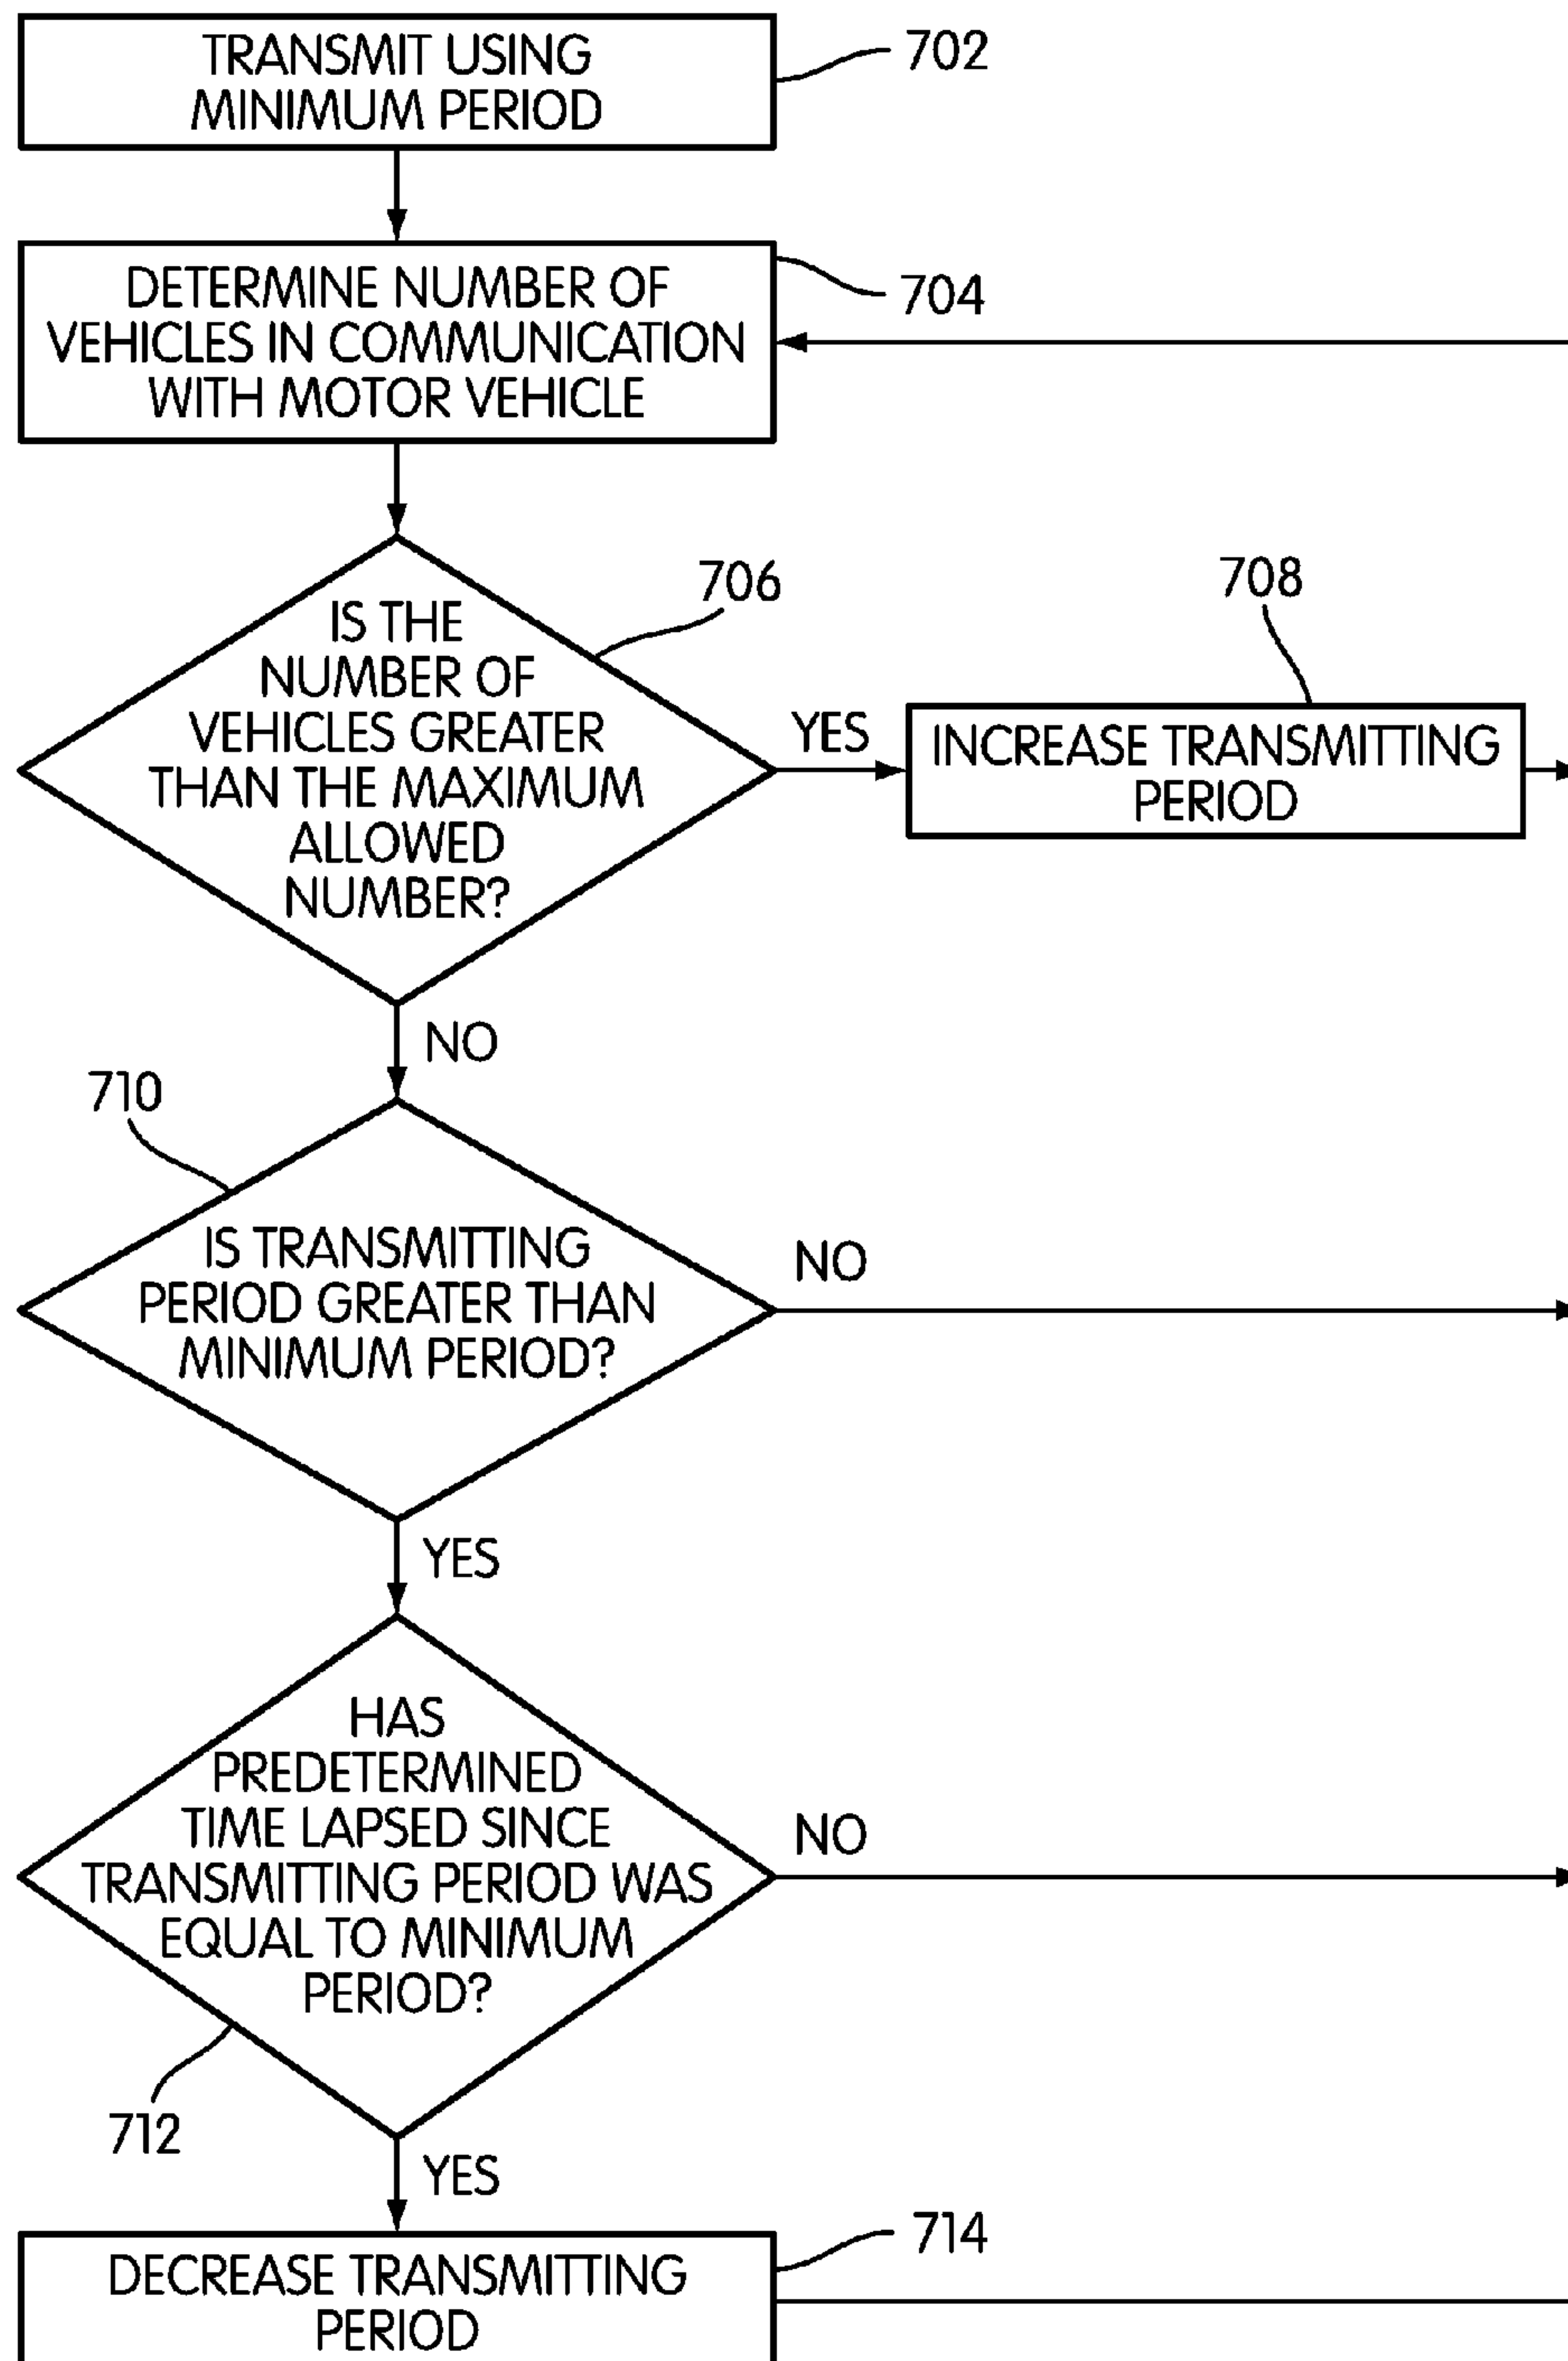 TRANSMIT USING
MINIMUM PERIOD
702
DETERMINE NUMBER OF
VEHICLES IN COMMUNICATION
WITH MOTOR VEHICLE
704
IS THE
NUMBER OF
VEHICLES GREATER
THAN THE MAXIMUM
ALLOWED
NUMBER?
706
YES
708
INCREASE TRANSMITTING
PERIOD
NO
710
IS TRANSMITTING
PERIOD GREATER THAN
MINIMUM PERIOD?
NO
YES
HAS
PREDETERMINED
TIME LAPSED SINCE
TRANSMITTING PERIOD WAS
EQUAL TO MINIMUM
PERIOD?
NO
712
YES
714
DECREASE TRANSMITTING
PERIOD